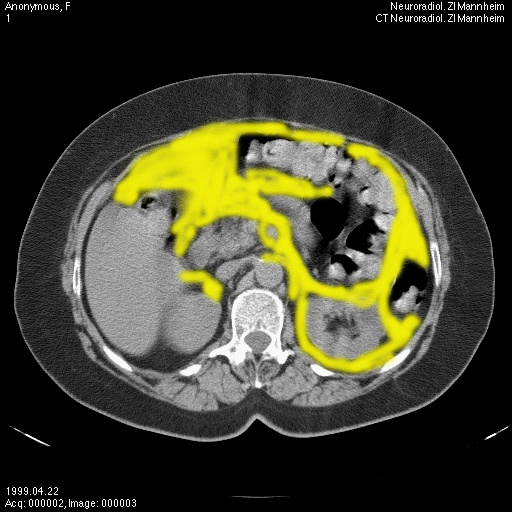 Anonymous, F
1
Neuroradiol. ZI Mannheim
CT Neuroradiol. ZI Mannheim
1999.04.22
Acq: 000002, Image: 000003